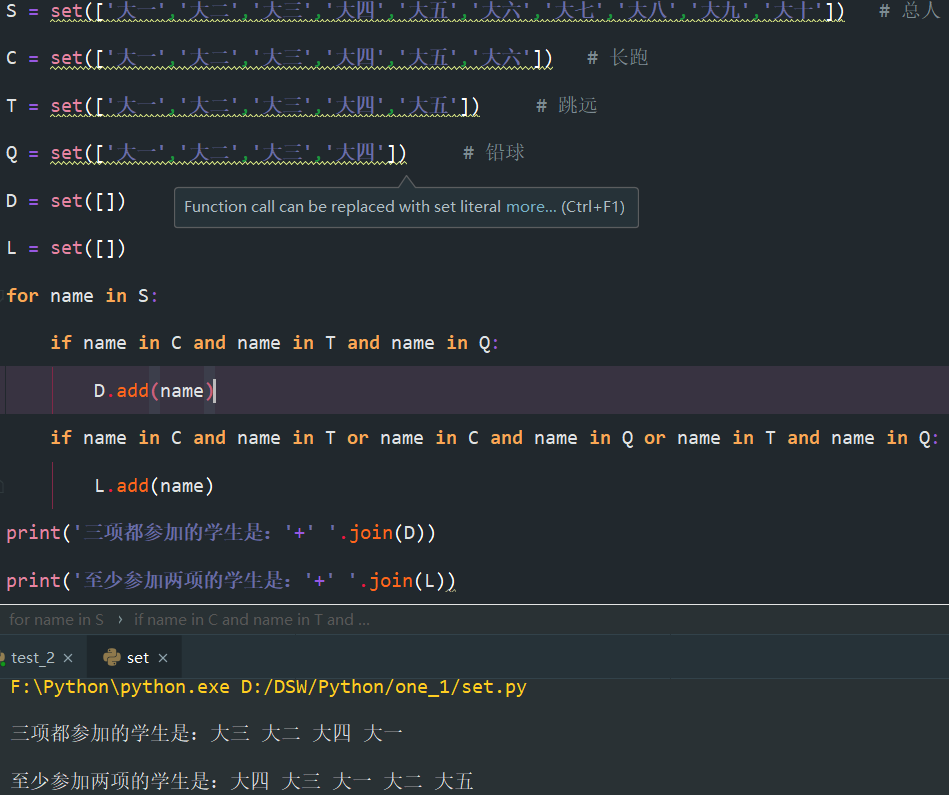 S = set(['大一','大二','大三','大四','大五','大六','大七','大八','大九','大十'])   # 总人
C = set(['大一','大二','大三','大四','大五','大六'])   # 长跑
T = set(['大一','大二','大三','大四','大五'])     # 跳远
Q = set(['大一','大二','大三','大四'])     # 铅球
D = set([])
Function call can be replaced with set literal more... (Ctrl+F1)
L = set([])
for name in S:
    if name in C and name in T and name in Q:
        D.add(name)
    if name in C and name in T or name in C and name in Q or name in T and name in Q:
        L.add(name)
print('三项都参加的学生是：'+' '.join(D))
print('至少参加两项的学生是：'+' '.join(L))
for name in S › if name in C and name in T and ...
test_2 × set ×
F:\Python\python.exe D:/DSW/Python/one_1/set.py
三项都参加的学生是：大三 大二 大四 大一
至少参加两项的学生是：大四 大三 大一 大二 大五